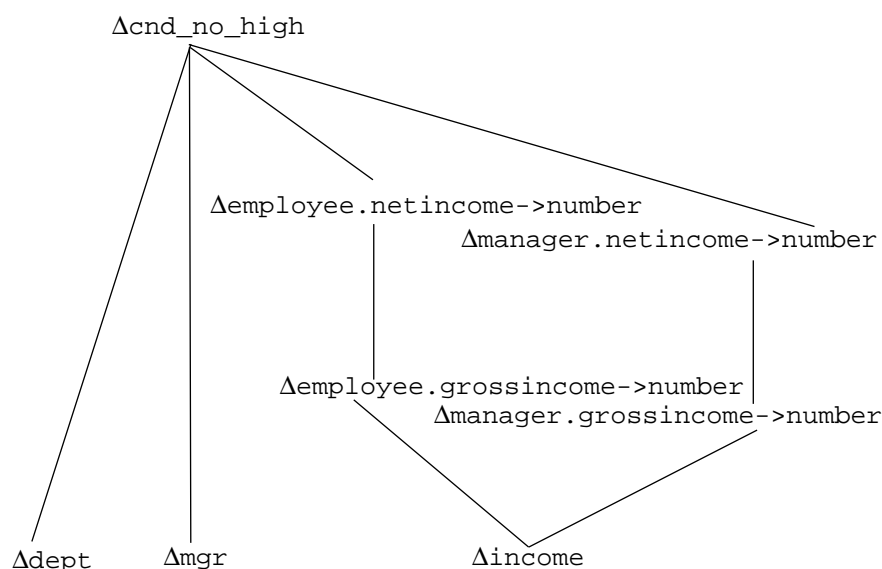 Δcnd_no_high
Δemployee.netincome->number
Δmanager.netincome->number
Δemployee.grossincome->number
Δmanager.grossincome->number
Δdept
Δmgr
Δincome